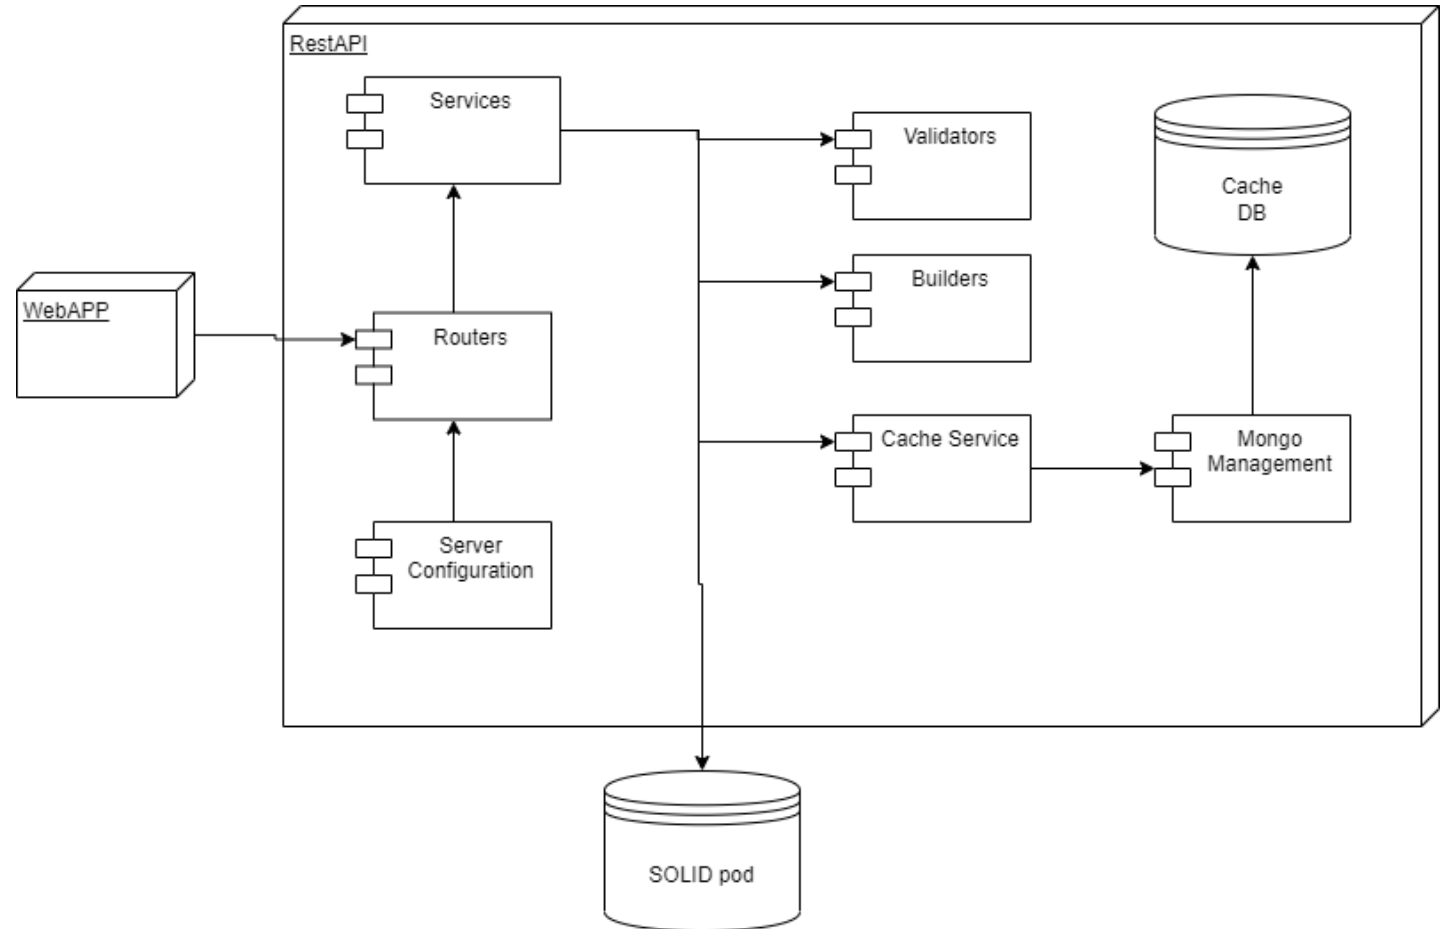 RestAPI
Services
Validators
Cache
DB
Builders
WebAPP
Routers
Cache Service
Mongo
Management
Server
Configuration
SOLID pod